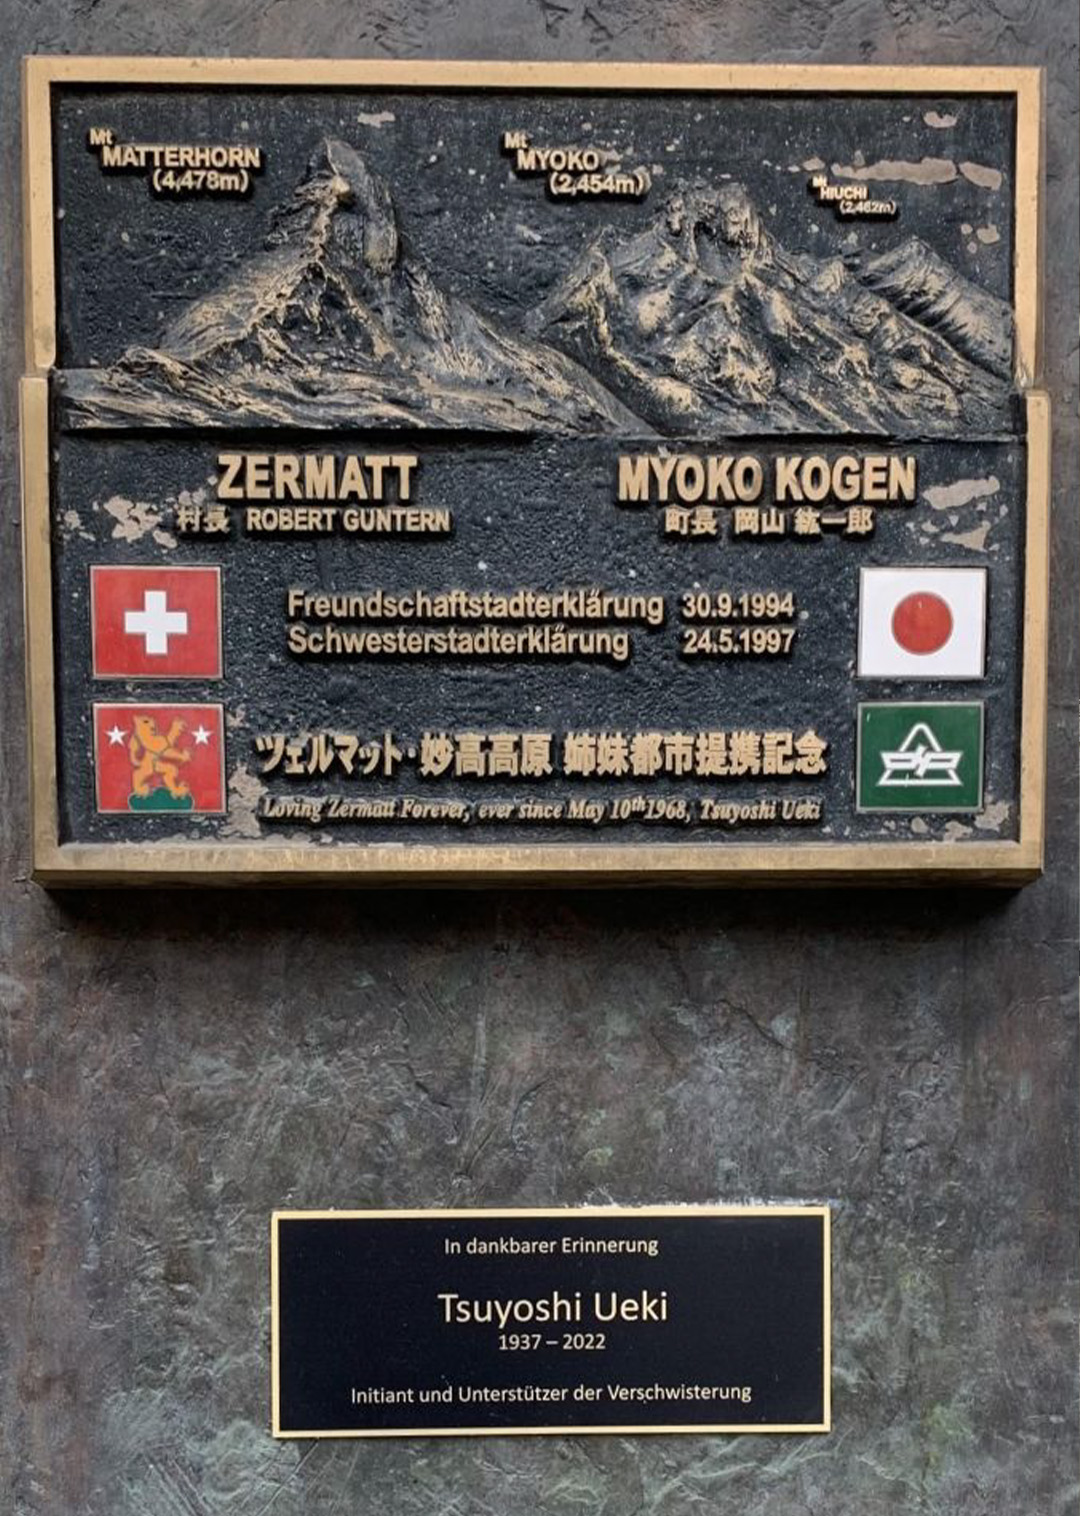 Mt
MATTERHORN
(4,478m)
Mt
MYOKO
(2,454m)
Mt
HIUCHI
(2,462m)
ZERMATT
村長 ROBERT GUNTERN
MYOKO KOGEN
町長 岡山 紘一郎
Freundschaftstadterklärung 30.9.1994
Schwesterstadterklärung 24.5.1997
ツェルマット・妙高高原 姉妹都市提携記念
Loving Zermatt Forever, ever since May 10th 1968, Tsuyoshi Ueki
In dankbarer Erinnerung
Tsuyoshi Ueki
1937 – 2022
Initiant und Unterstützer der Verschwisterung